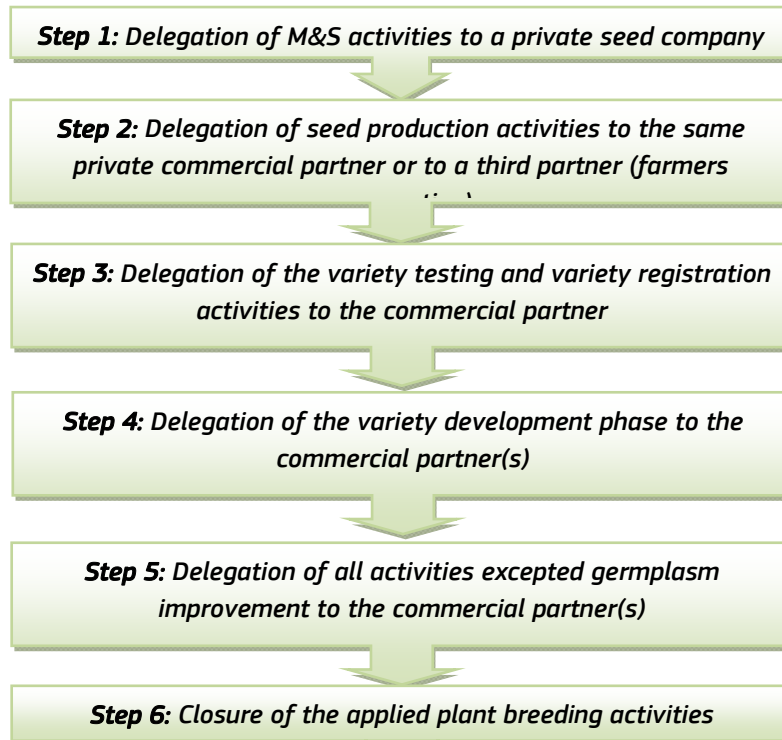 Step 1: Delegation of M&S activities to a private seed company
Step 2: Delegation of seed production activities to the same
private commercial partner or to a third partner (farmers
Step 3: Delegation of the variety testing and variety registration
activities to the commercial partner
Step 4: Delegation of the variety development phase to the
commercial partner(s)
Step 5: Delegation of all activities excepted germplasm
improvement to the commercial partner(s)
Step 6: Closure of the applied plant breeding activities